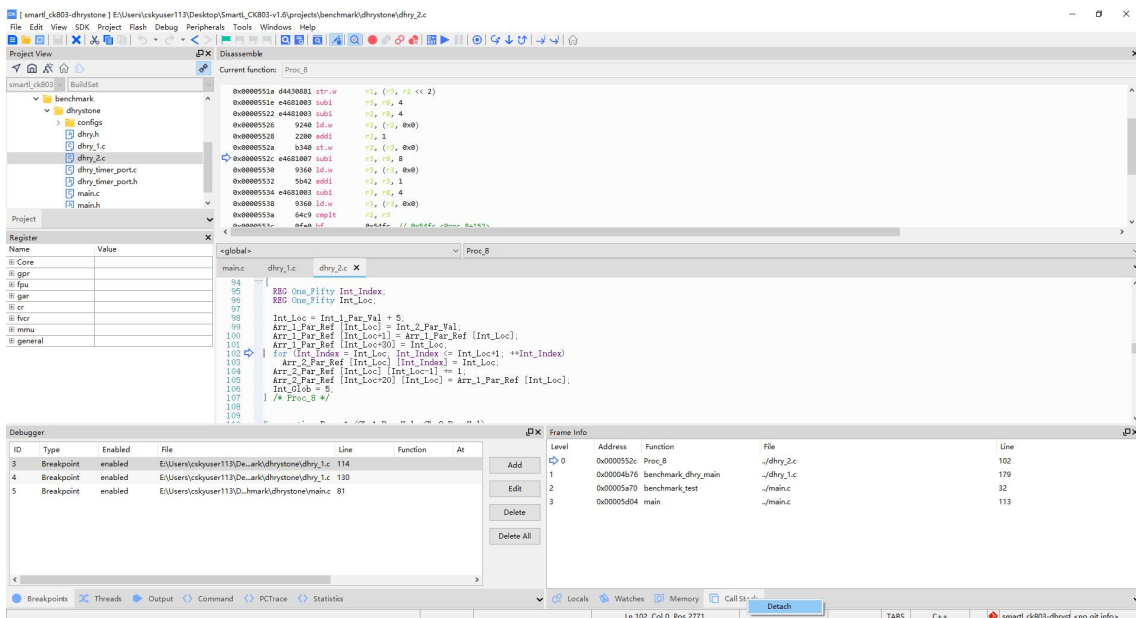 [ smartl_ck803-dhrystone ] E:\Users\cskyuser113\Desktop\SmartL_CK803-v1.6\projects\benchmark\dhrystone\dhry_2.c
File Edit View SDK Project Flash Debug Peripherals Tools Windows Help
Project View
smartl_ck803 BuildSet
benchmark
dhrystone
configs
dhry.h
dhry_1.c
dhry_2.c
dhry_timer_port.c
dhry_timer_port.h
main.c
main.h
Project
Register
Name Value
Core
gpr
fpu
gar
cr
fvcr
mmu
general
Disassemble
Current function: Proc_8
0x0000551a d4430881 str.w r1, (r3, r2 << 2)
0x0000551e e4681003 subi r3, r8, 4
0x00005522 e4481003 subi r2, r8, 4
0x00005526 9240 ld.w r2, (r2, 0x0)
0x00005528 2200 addi r2, 1
0x0000552a b340 st.w r2, (r3, 0x0)
0x0000552c e4681007 subi r3, r8, 8
0x00005530 9360 ld.w r3, (r3, 0x0)
0x00005532 5b42 addi r2, r3, 1
0x00005534 e4681003 subi r3, r8, 4
0x00005538 9360 ld.w r3, (r3, 0x0)
0x0000553a 64c9 cmplt r2, r3
0x0000553c 0fe0 bf 0x54fc // 0x54fc <Proc_8+152>
<global> Proc_8
main.c dhry_1.c dhry_2.c
94 {
95 REG One_Fifty Int_Index;
96 REG One_Fifty Int_Loc;
97
98 Int_Loc = Int_1_Par_Val + 5;
99 Arr_1_Par_Ref [Int_Loc] = Int_2_Par_Val;
100 Arr_1_Par_Ref [Int_Loc+1] = Arr_1_Par_Ref [Int_Loc];
101 Arr_1_Par_Ref [Int_Loc+30] = Int_Loc;
102 for (Int_Index = Int_Loc; Int_Index <= Int_Loc+1; ++Int_Index)
103 Arr_2_Par_Ref [Int_Loc] [Int_Index] = Int_Loc;
104 Arr_2_Par_Ref [Int_Loc] [Int_Loc-1] += 1;
105 Arr_2_Par_Ref [Int_Loc+20] [Int_Loc] = Arr_1_Par_Ref [Int_Loc];
106 Int_Glob = 5;
107 } /* Proc_8 */
108
109
Debugger
ID Type Enabled File Line Function At
3 Breakpoint enabled E:\Users\cskyuser113\De...ark\dhrystone\dhry_1.c 114
4 Breakpoint enabled E:\Users\cskyuser113\De...ark\dhrystone\dhry_1.c 130
5 Breakpoint enabled E:\Users\cskyuser113\D...hmark\dhrystone\main.c 81
Add
Edit
Delete
Delete All
Breakpoints Threads Output Command PCTrace Statistics
Frame Info
Level Address Function File Line
0 0x0000552c Proc_8 ../dhry_2.c 102
1 0x00004b76 benchmark_dhry_main ../dhry_1.c 179
2 0x00005a70 benchmark_test ../main.c 32
3 0x00005d04 main ../main.c 113
Locals Watches Memory Call Stack
Detach
Ln 102, Col 0, Pos 2771 TABS C++ smartl_ck803-dhryst <no git info>